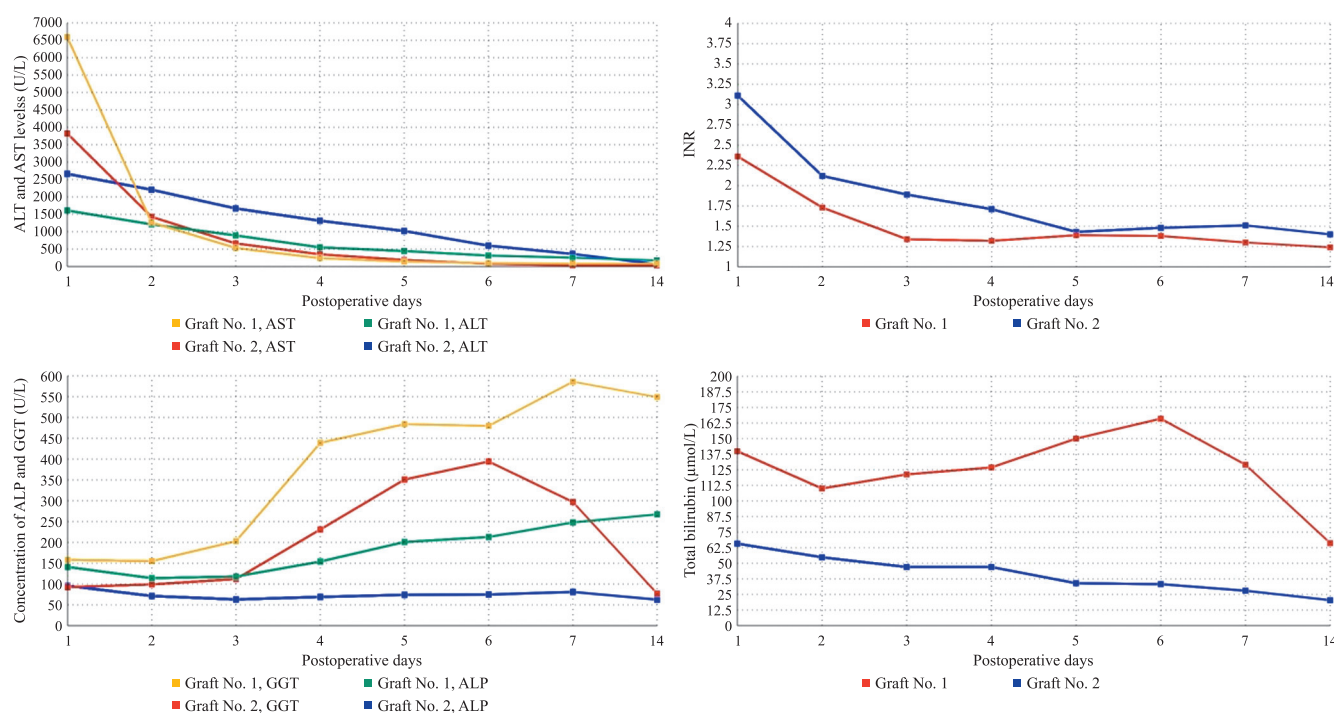 7000
6500
6000
5500
5000
4500
4000
3500
3000
2500
2000
1500
1000
500
0
ALT and AST levelss (U/L)
1 2 3 4 5 6 7 14
Postoperative days
Graft No. 1, AST
Graft No. 1, ALT
Graft No. 2, AST
Graft No. 2, ALT
4
3.75
3.5
3.25
3
2.75
2.5
2.25
2
1.75
1.5
1.25
1
INR
1 2 3 4 5 6 7 14
Postoperative days
Graft No. 1
Graft No. 2
600
550
500
450
400
350
300
250
200
150
100
50
0
Concentration of ALP and GGT (U/L)
1 2 3 4 5 6 7 14
Postoperative days
Graft No. 1, GGT
Graft No. 1, ALP
Graft No. 2, GGT
Graft No. 2, ALP
200
187.5
175
162.5
150
137.5
125
112.5
100
87.5
75
62.5
50
37.5
25
12.5
0
Total bilirubin (μmol/L)
1 2 3 4 5 6 7 14
Postoperative days
Graft No. 1
Graft No. 2